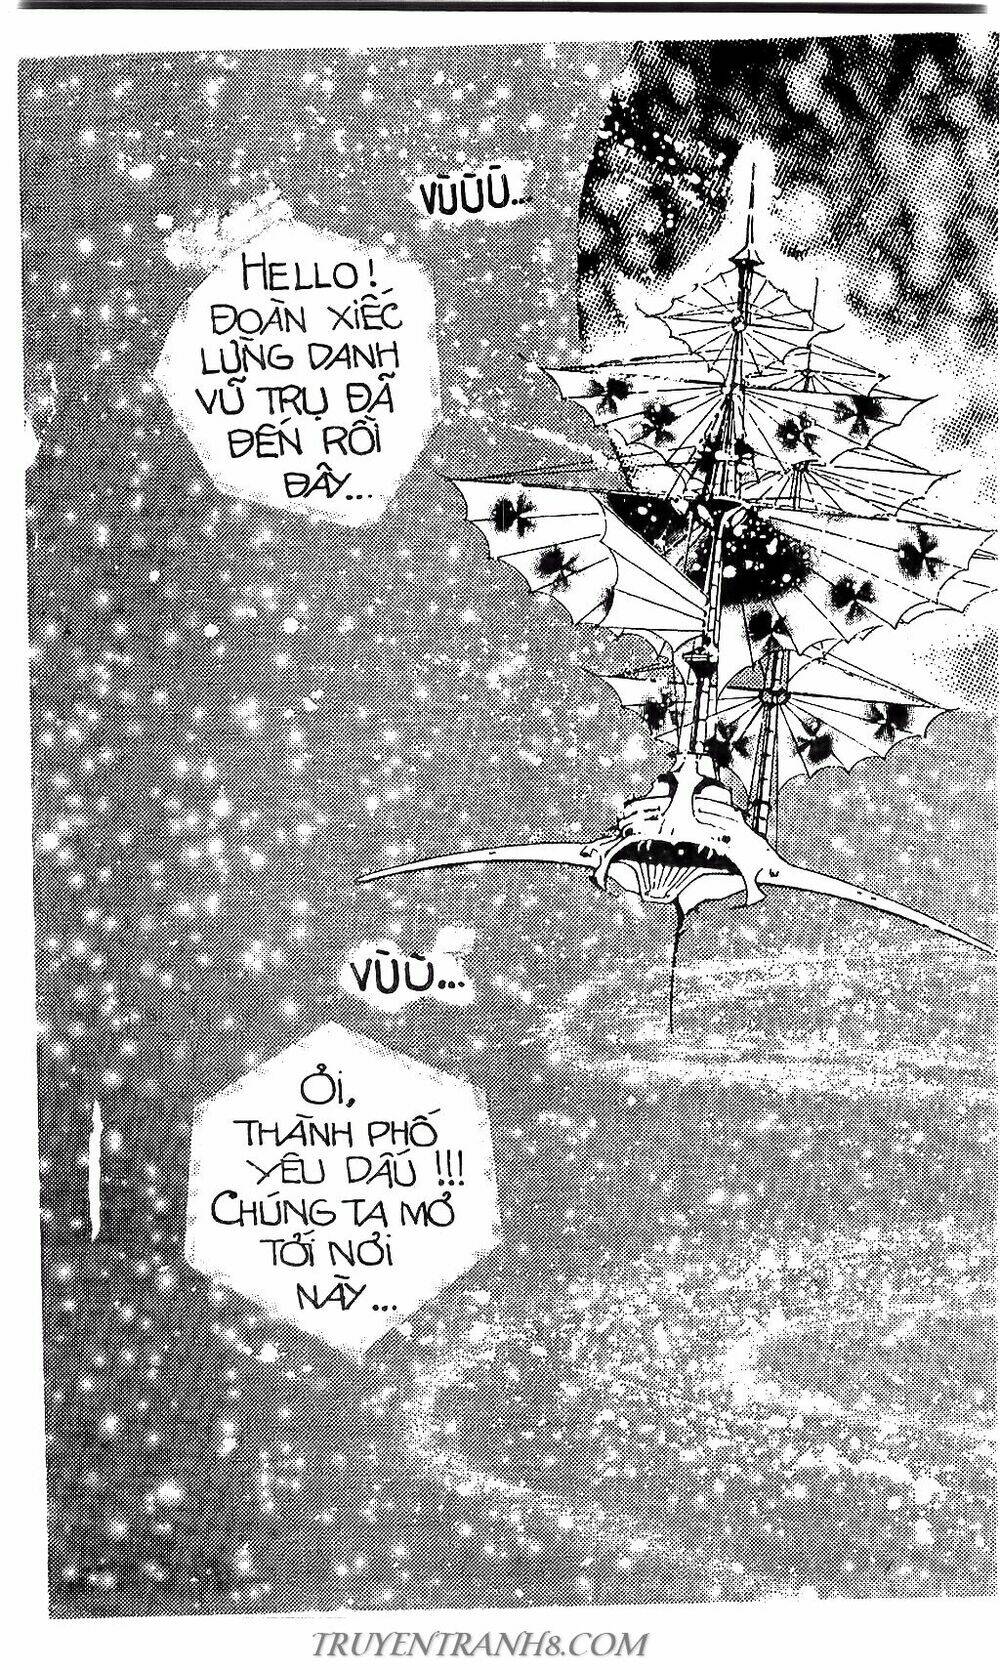 VÙÙÙ...
HELLO!
ĐOÀN XIẾC
LỪNG DANH
VŨ TRỤ ĐÃ
ĐẾN RỒI
ĐÂY...
VÙÙ...
ÔI,
THÀNH PHỐ
YÊU DẤU !!!
CHÚNG TA MƠ
TỚI NƠI
NÀY...
TRUYENTRANH8.COM